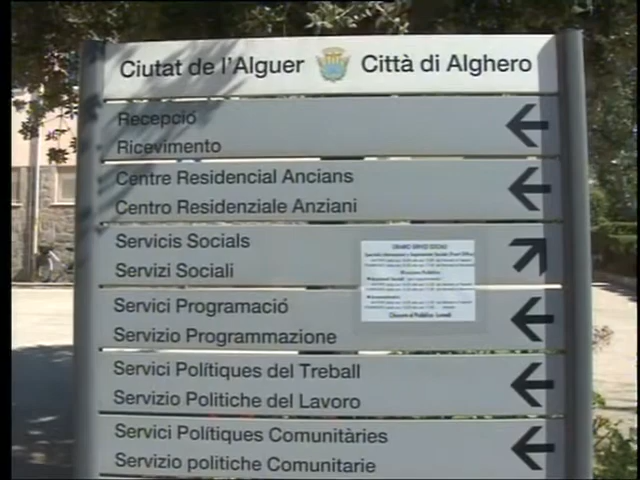 Ciutat de l'Alguer Città di Alghero
Recepció
Ricevimento
Centre Residencial Ancians
Centro Residenziale Anziani
Servicis Socials
Servizi Sociali
Servici Programació
Servizio Programmazione
Servici Polítiques del Treball
Servizio Politiche del Lavoro
Servici Polítiques Comunitàries
Servizio politiche Comunitarie